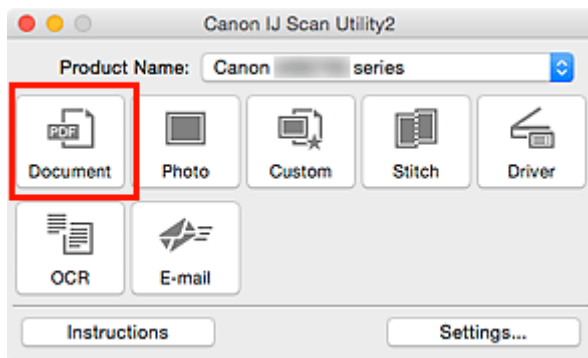 Canon IJ Scan Utility2
Product Name: Canon series
PDF
Document Photo Custom Stitch Driver
OCR E-mail
Instructions Settings...